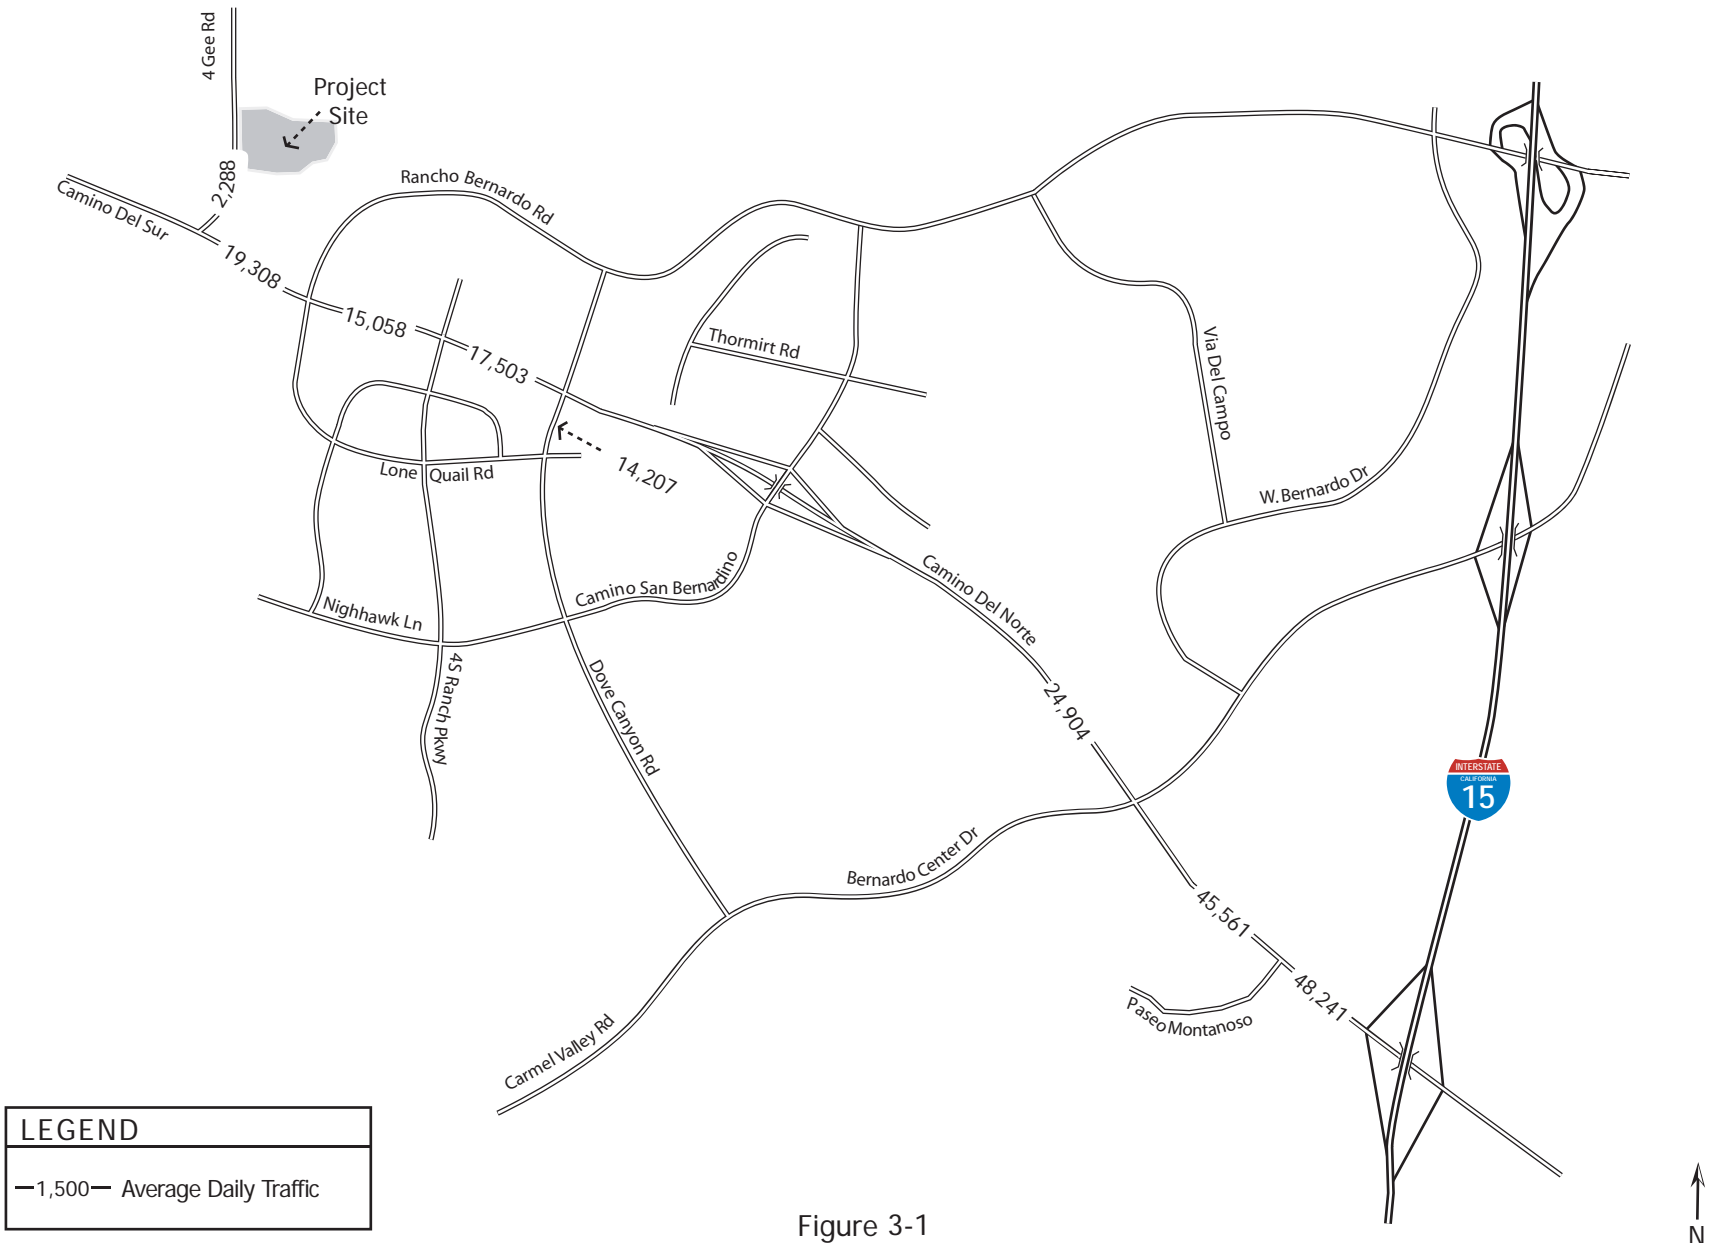 4 Gee Rd
Project
Site
2,288
Camino Del Sur
19,308
Rancho Bernardo Rd
15,058
17,503
Thormirt Rd
Via Del Campo
14,207
Lone Quail Rd
W. Bernardo Dr
Camino San Bernardino
Camino Del Norte
Nighhawk Ln
4S Ranch Pkwy
Dove Canyon Rd
24,904
INTERSTATE
CALIFORNIA
15
Bernardo Center Dr
45,561
48,241
Paseo Montanoso
Carmel Valley Rd
LEGEND
1,500 Average Daily Traffic
Figure 3-1
N